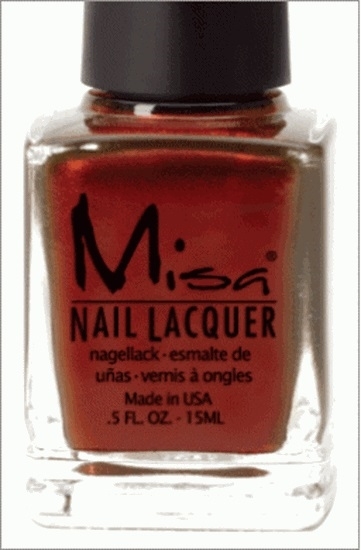 Misa®
NAIL LACQUER
nagellack·esmalte de
uñas·vernis à ongles
Made in USA
.5 FL. OZ. - 15ML